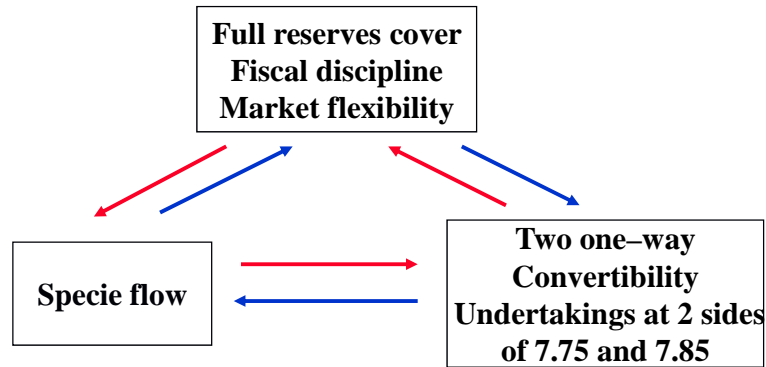 Full reserves cover
Fiscal discipline
Market flexibility
Specie flow
Two one–way
Convertibility
Undertakings at 2 sides
of 7.75 and 7.85